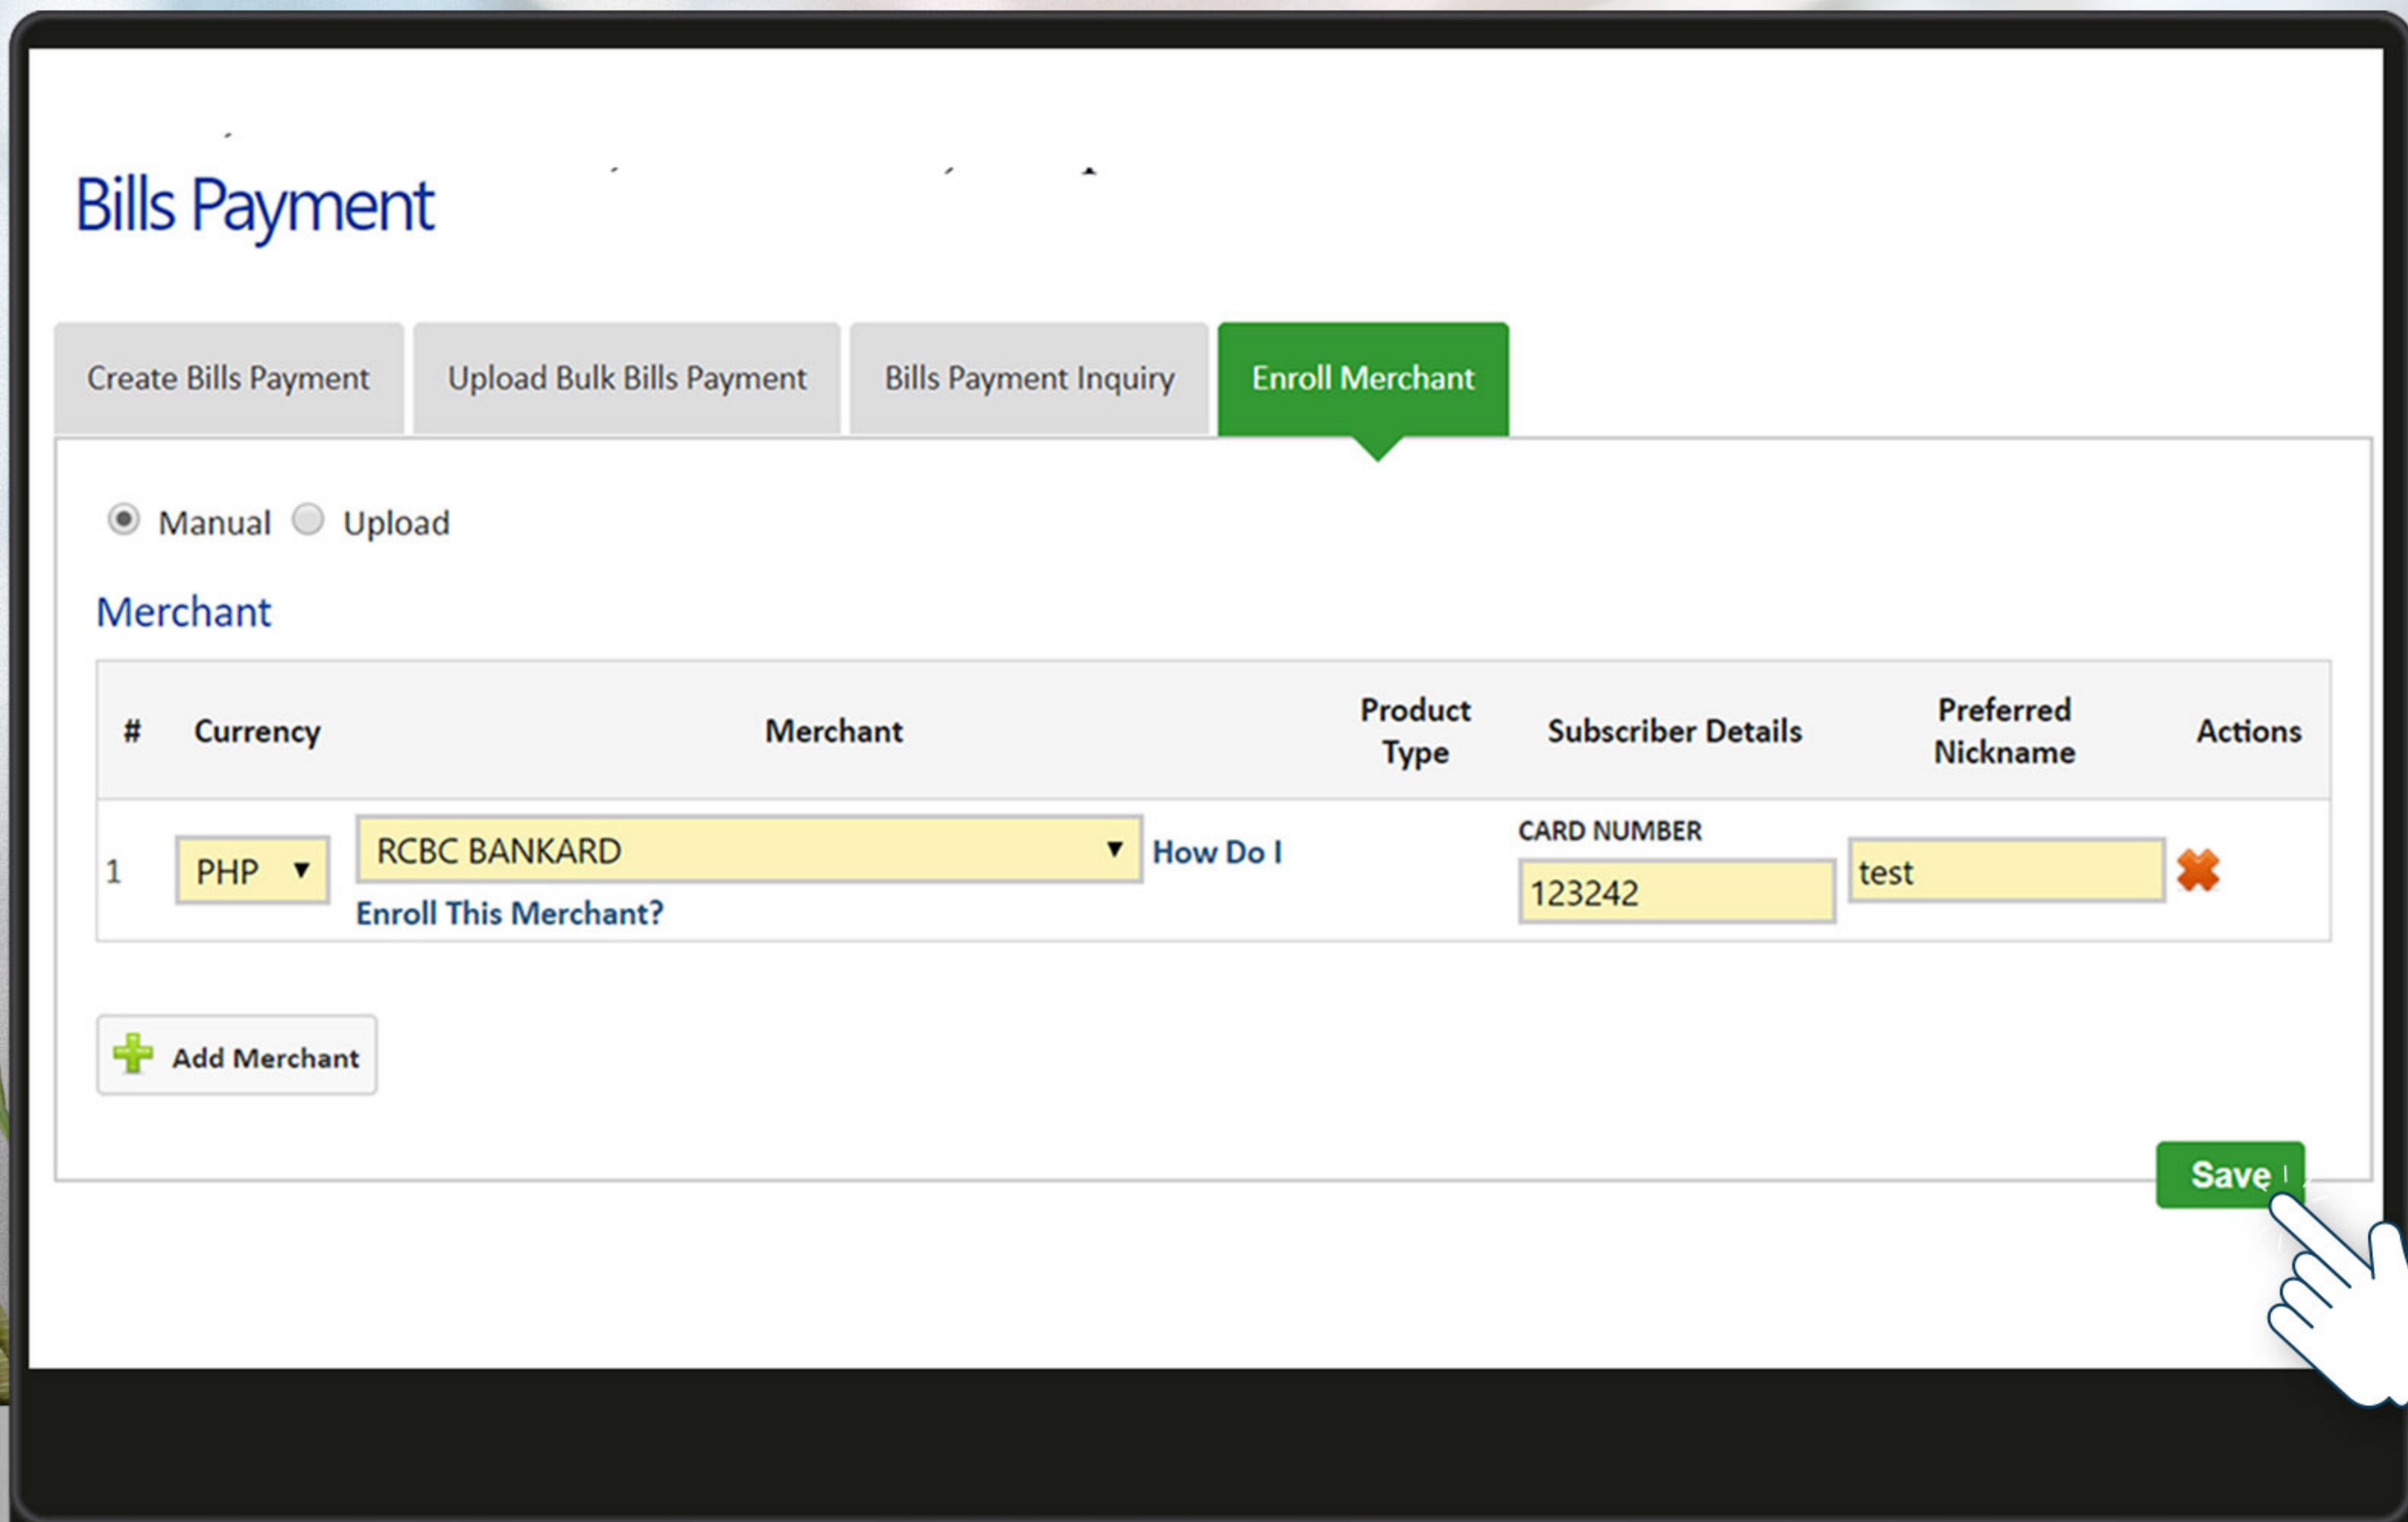 Bills Payment
Create Bills Payment
Upload Bulk Bills Payment
Bills Payment Inquiry
Enroll Merchant
Manual
Upload
Merchant
#
Currency
Merchant
Product
Type
Subscriber Details
Preferred
Nickname
Actions
1
PHP
RCBC BANKARD
How Do I
Enroll This Merchant?
CARD NUMBER
123242
test
Add Merchant
Save